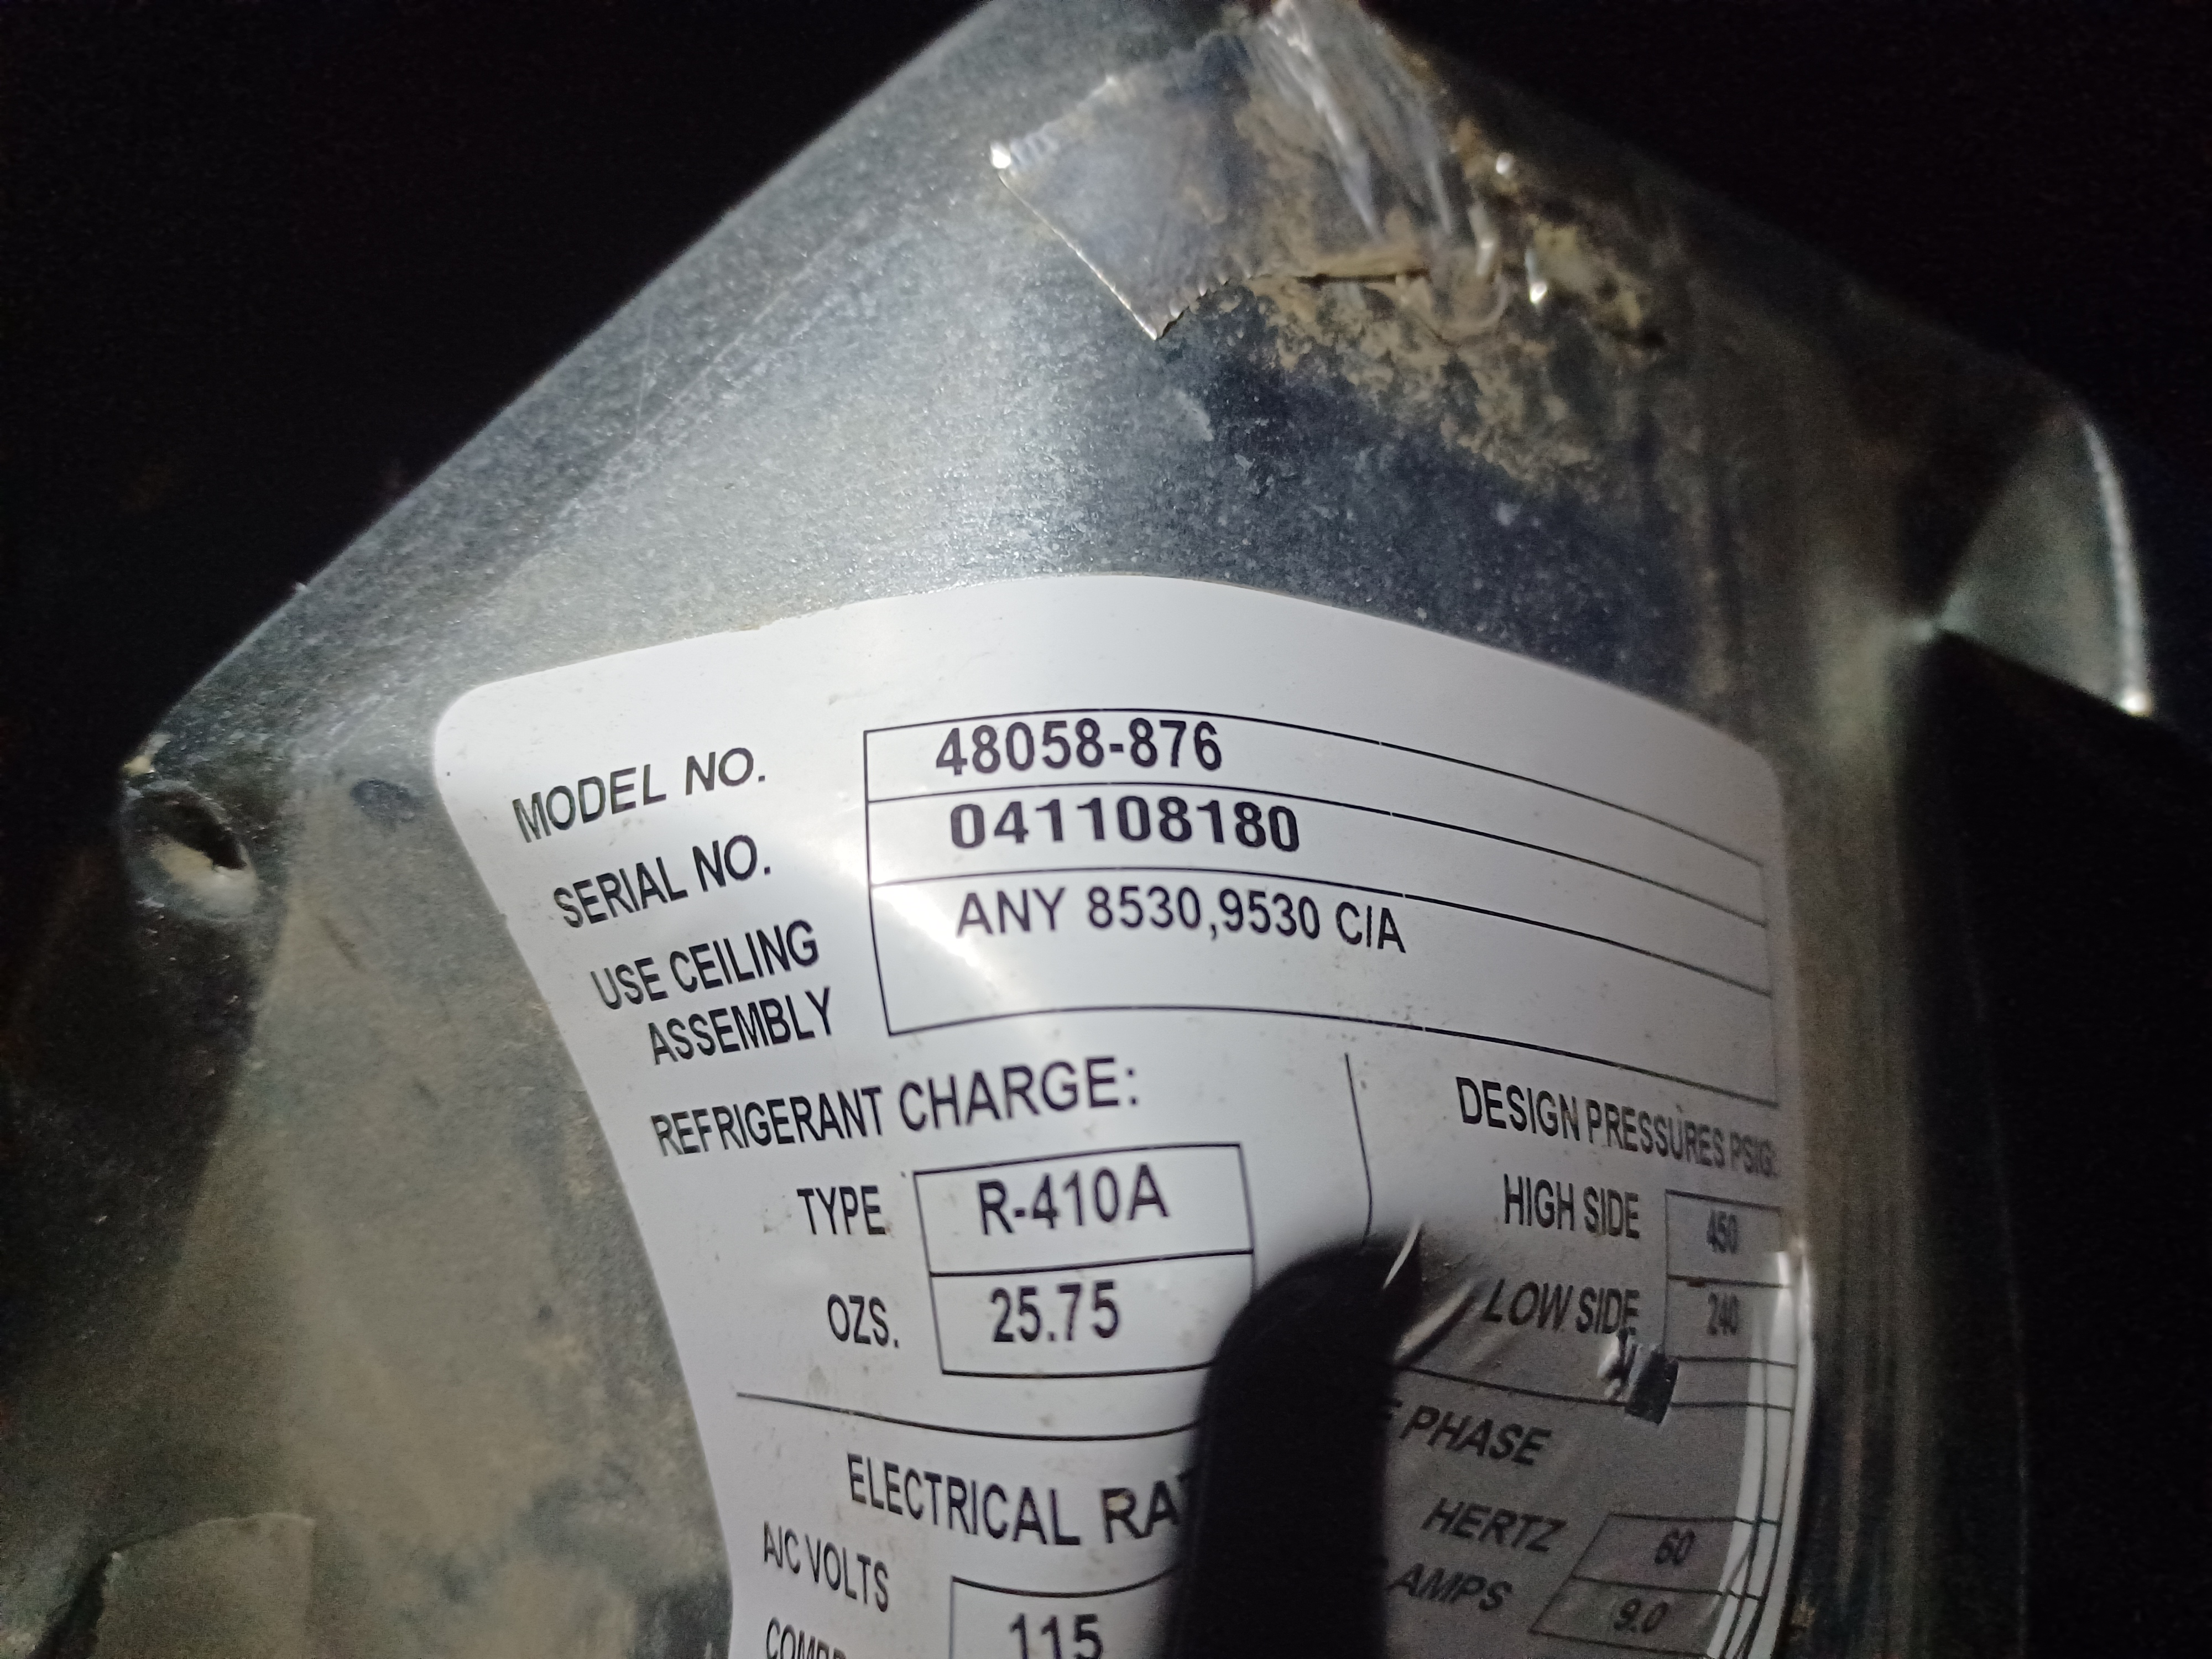 MODEL NO. 48058-876
SERIAL NO. 041108180
USE CEILING ANY 8530,9530 C/A
ASSEMBLY
REFRIGERANT CHARGE:
TYPE R-410A
OZS. 25.75
DESIGN PRESSURES PSIG:
HIGH SIDE 450
LOW SIDE 240
ELECTRICAL
PHASE
A/C VOLTS 115
HERTZ 60
AMPS 9.0